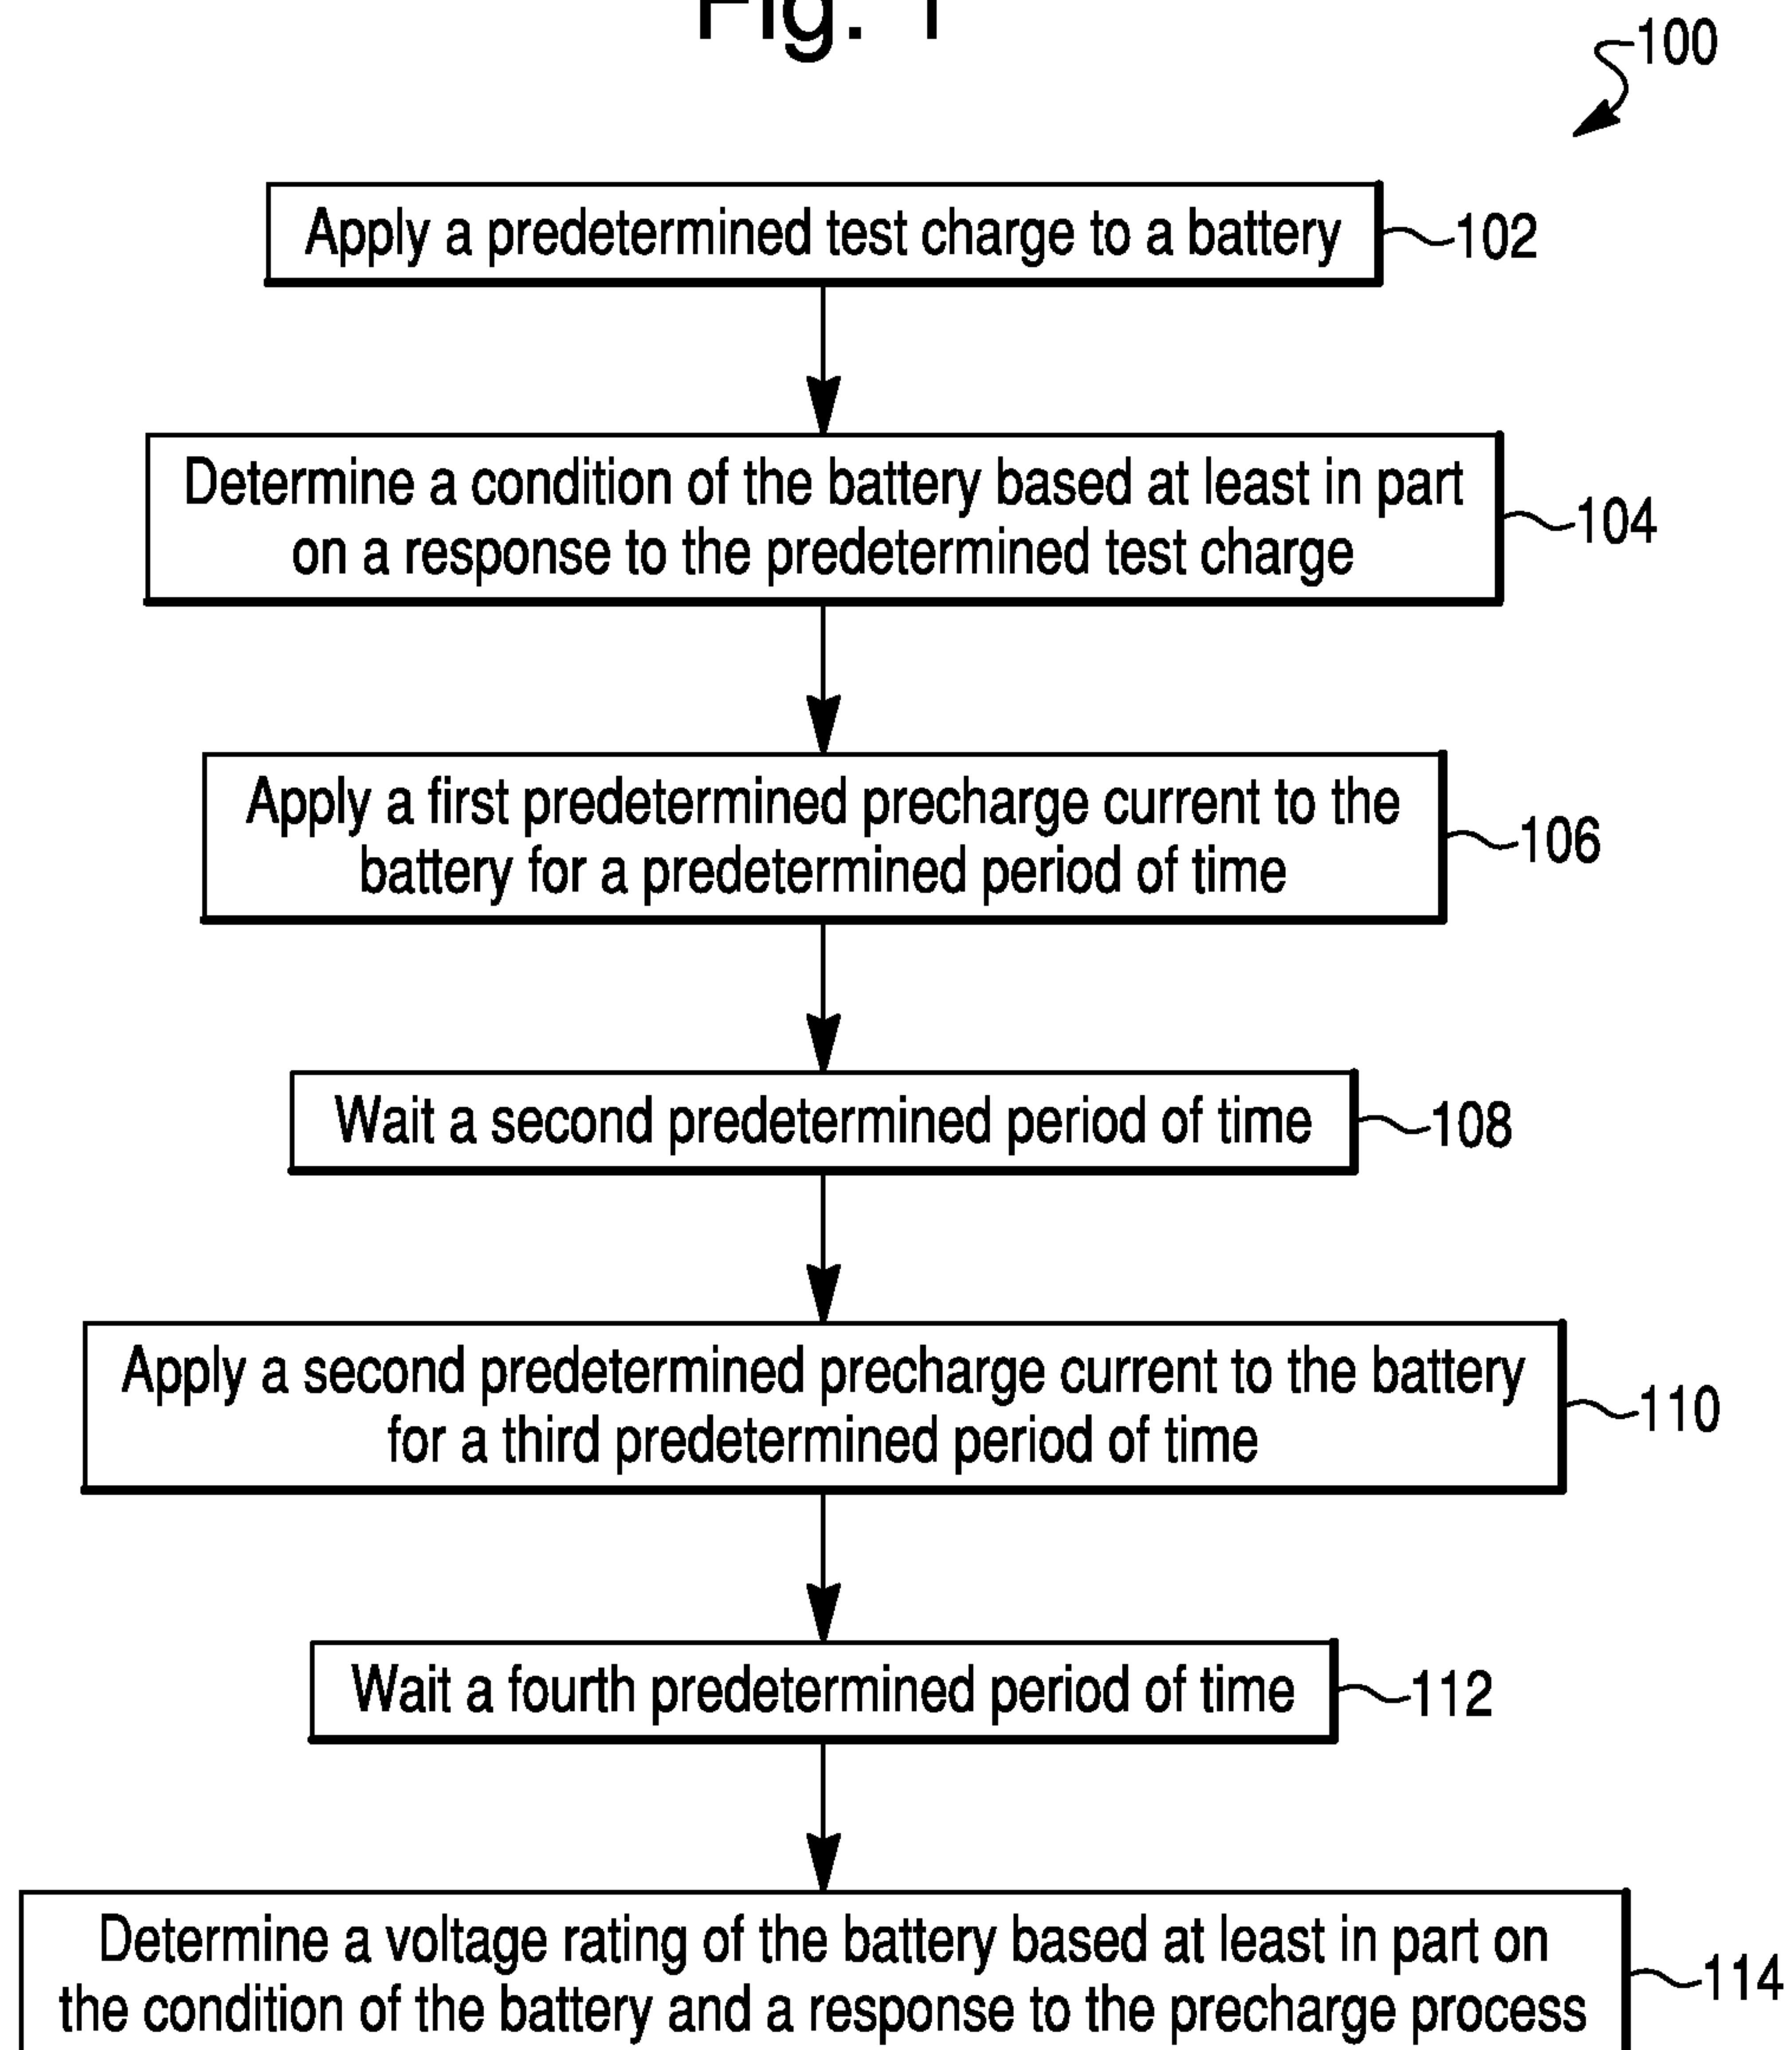 Fig. 1
100
Apply a predetermined test charge to a battery
102
Determine a condition of the battery based at least in part
on a response to the predetermined test charge
104
Apply a first predetermined precharge current to the
battery for a predetermined period of time
106
Wait a second predetermined period of time
108
Apply a second predetermined precharge current to the battery
for a third predetermined period of time
110
Wait a fourth predetermined period of time
112
Determine a voltage rating of the battery based at least in part on
the condition of the battery and a response to the precharge process
114